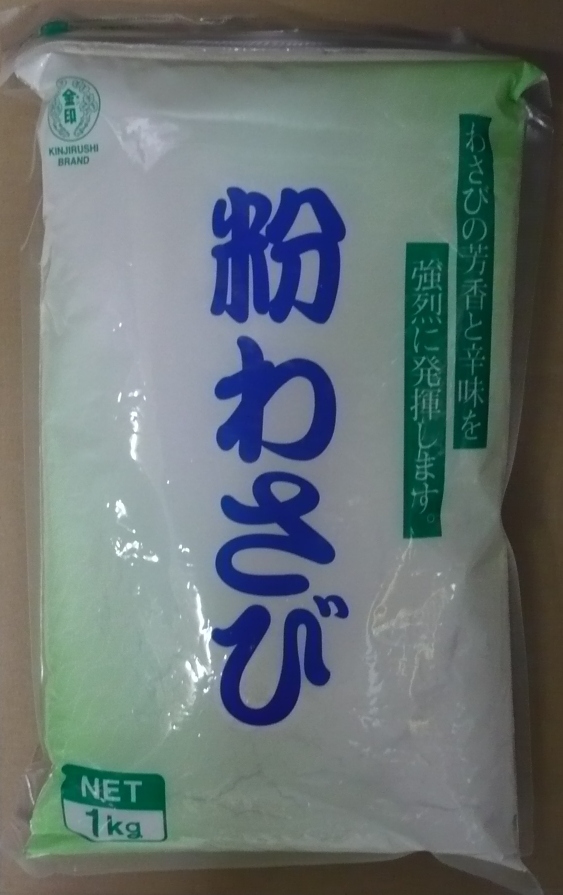 金印
KINJIRUSHI
BRAND
わさびの芳香と辛味を
強烈に発揮します。
粉わさび
NET
1kg